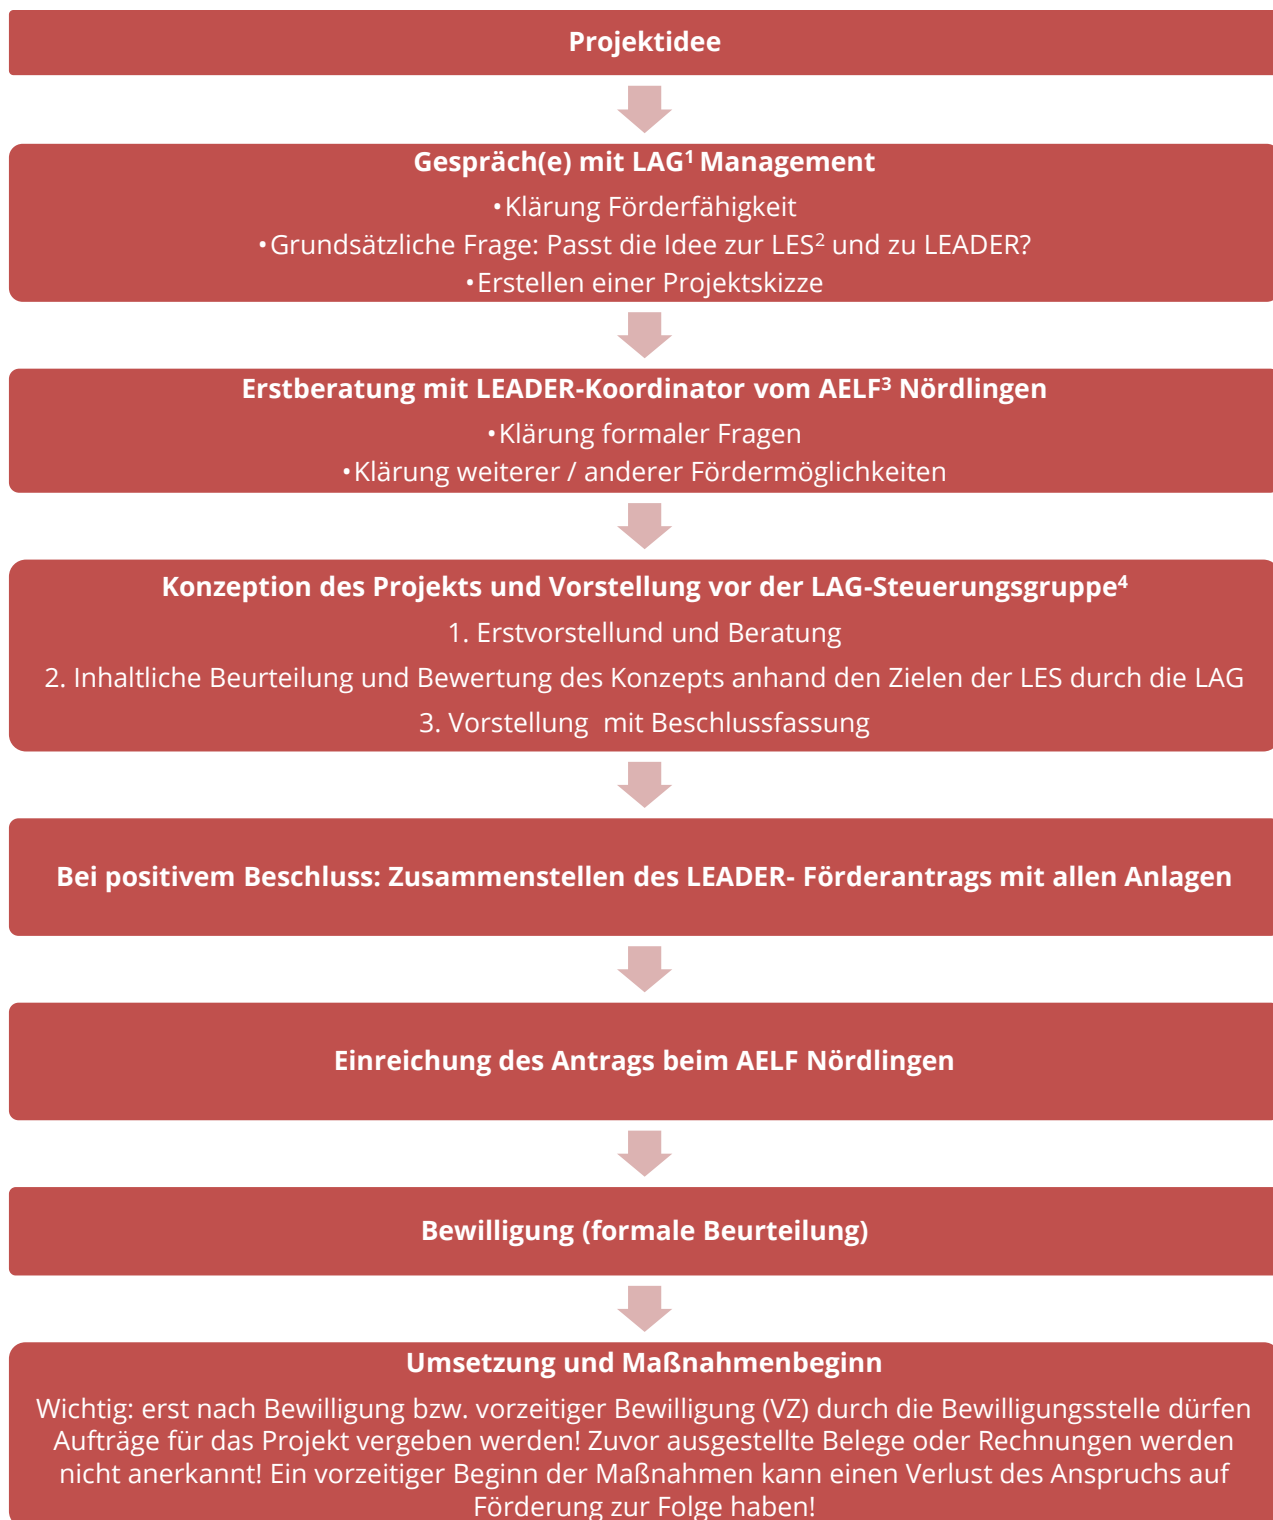 Projektidee
Gespräch(e) mit LAG¹ Management
•Klärung Förderfähigkeit
•Grundsätzliche Frage: Passt die Idee zur LES² und zu LEADER?
•Erstellen einer Projektskizze
Erstberatung mit LEADER-Koordinator vom AELF³ Nördlingen
•Klärung formaler Fragen
•Klärung weiterer / anderer Fördermöglichkeiten
Konzeption des Projekts und Vorstellung vor der LAG-Steuerungsgruppe⁴
1. Erstvorstellund und Beratung
2. Inhaltliche Beurteilung und Bewertung des Konzepts anhand den Zielen der LES durch die LAG
3. Vorstellung  mit Beschlussfassung
Bei positivem Beschluss: Zusammenstellen des LEADER- Förderantrags mit allen Anlagen
Einreichung des Antrags beim AELF Nördlingen
Bewilligung (formale Beurteilung)
Umsetzung und Maßnahmenbeginn
Wichtig: erst nach Bewilligung bzw. vorzeitiger Bewilligung (VZ) durch die Bewilligungsstelle dürfen
Aufträge für das Projekt vergeben werden! Zuvor ausgestellte Belege oder Rechnungen werden
nicht anerkannt! Ein vorzeitiger Beginn der Maßnahmen kann einen Verlust des Anspruchs auf
Förderung zur Folge haben!